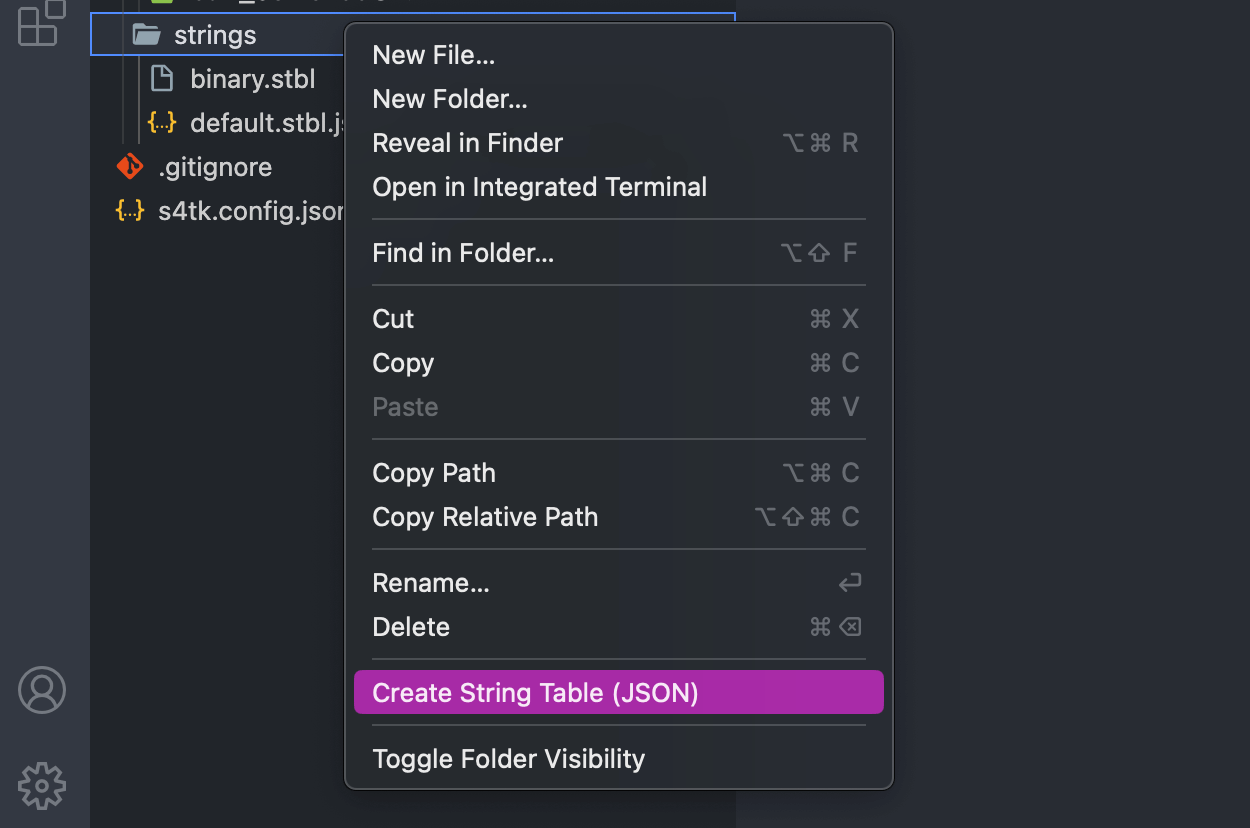 strings
binary.stbl
default.stbl.js
.gitignore
s4tk.config.json
New File...
New Folder...
Reveal in Finder ⌥⌘ R
Open in Integrated Terminal
Find in Folder... ⌥⇧ F
Cut ⌘ X
Copy ⌘ C
Paste ⌘ V
Copy Path ⌥⌘ C
Copy Relative Path ⌥⇧⌘ C
Rename... ↩
Delete ⌘⌫
Create String Table (JSON)
Toggle Folder Visibility